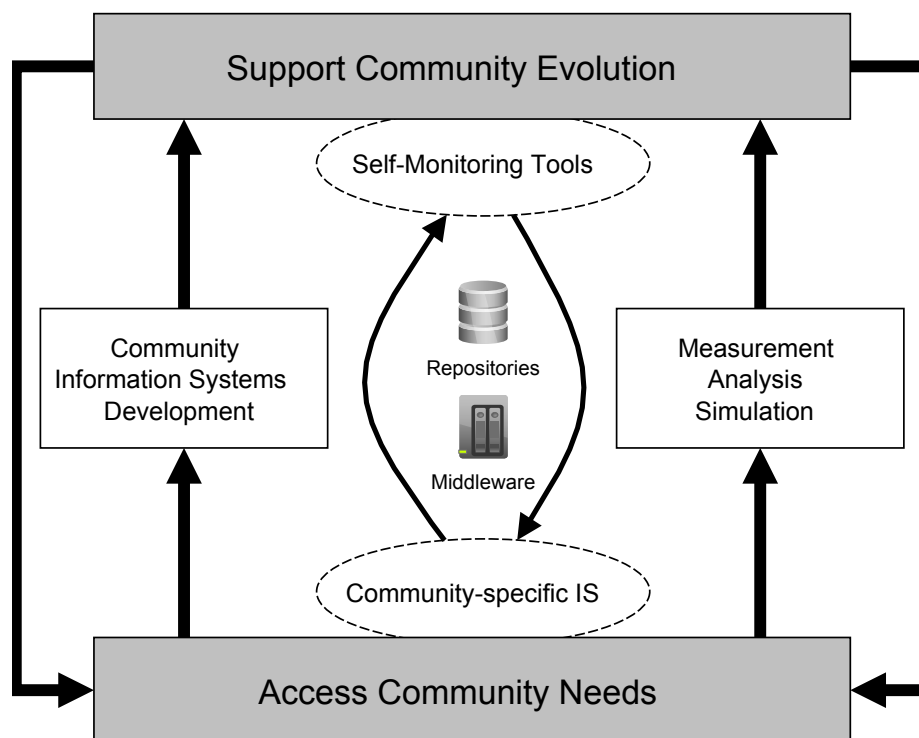 Support Community Evolution
Self-Monitoring Tools
Community
Information Systems
Development
Repositories
Middleware
Measurement
Analysis
Simulation
Community-specific IS
Access Community Needs